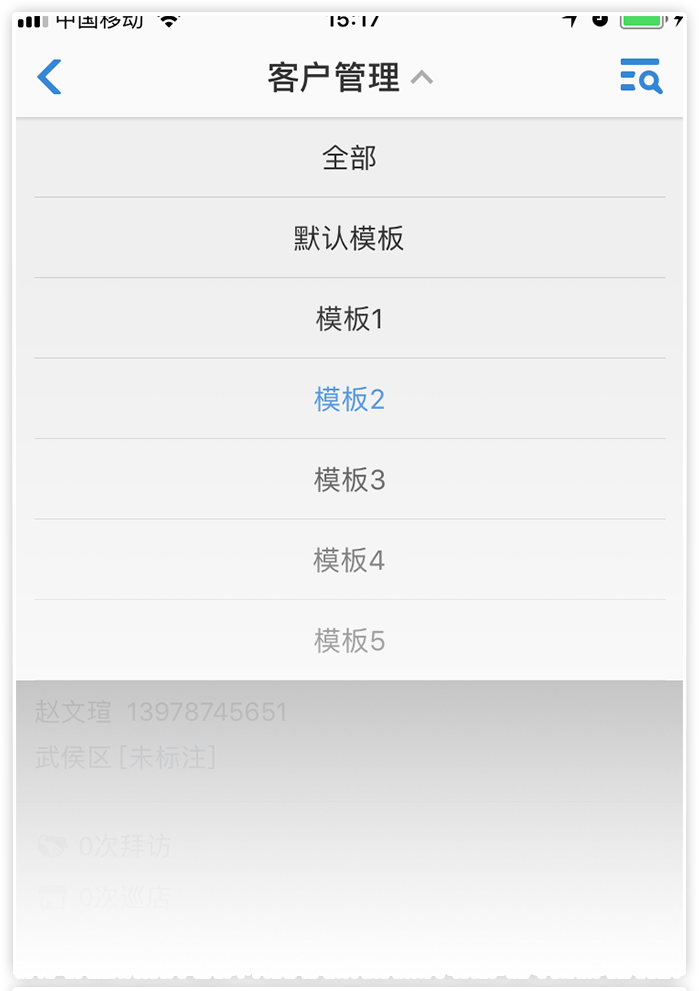 中国移动 15:17
客户管理
全部
默认模板
模板1
模板2
模板3
模板4
模板5
赵文瑄 13978745651
武侯区 [未标注]
0次拜访
0次巡店